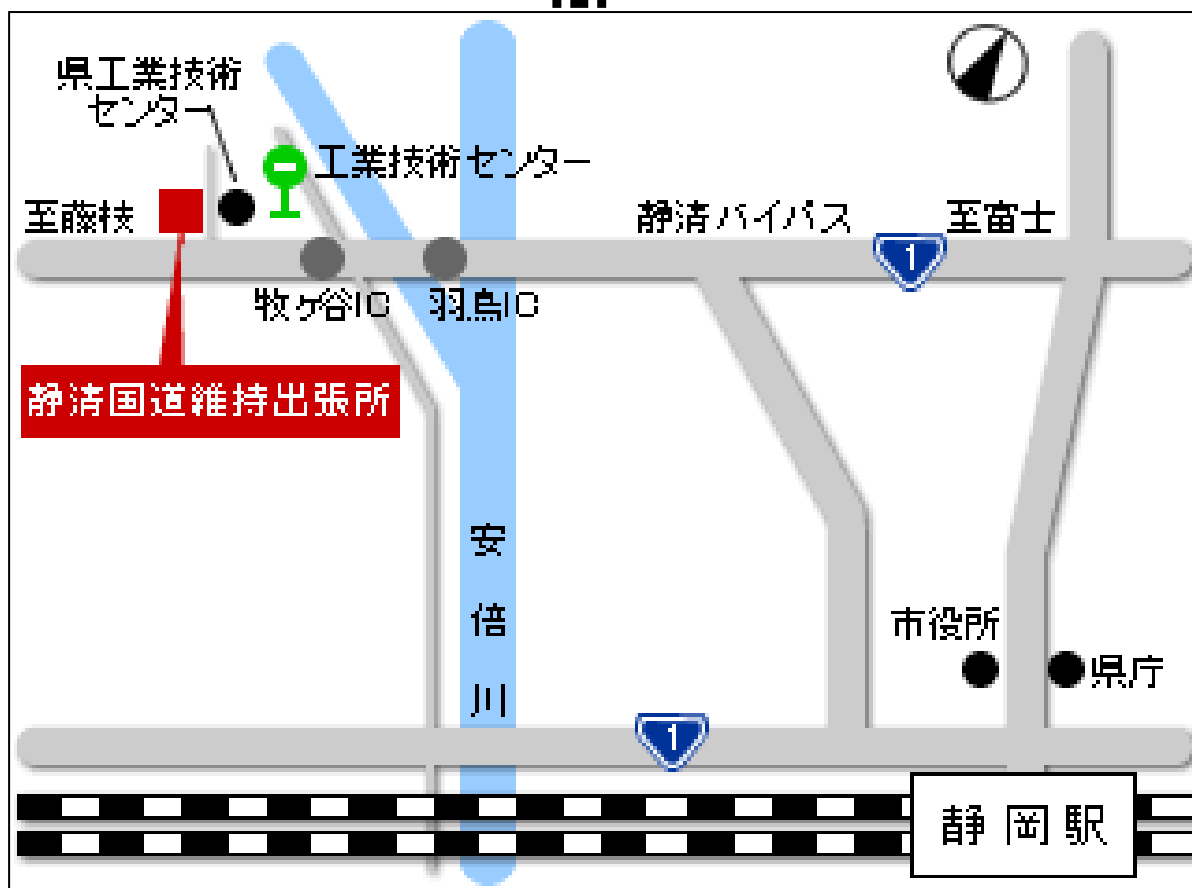 県工業技術
センター
工業技術センター
至藤技
静清バイパス
至富士
1
牧ヶ谷IC
羽鳥IC
静清国道維持出張所
安倍川
市役所
県庁
1
静岡駅